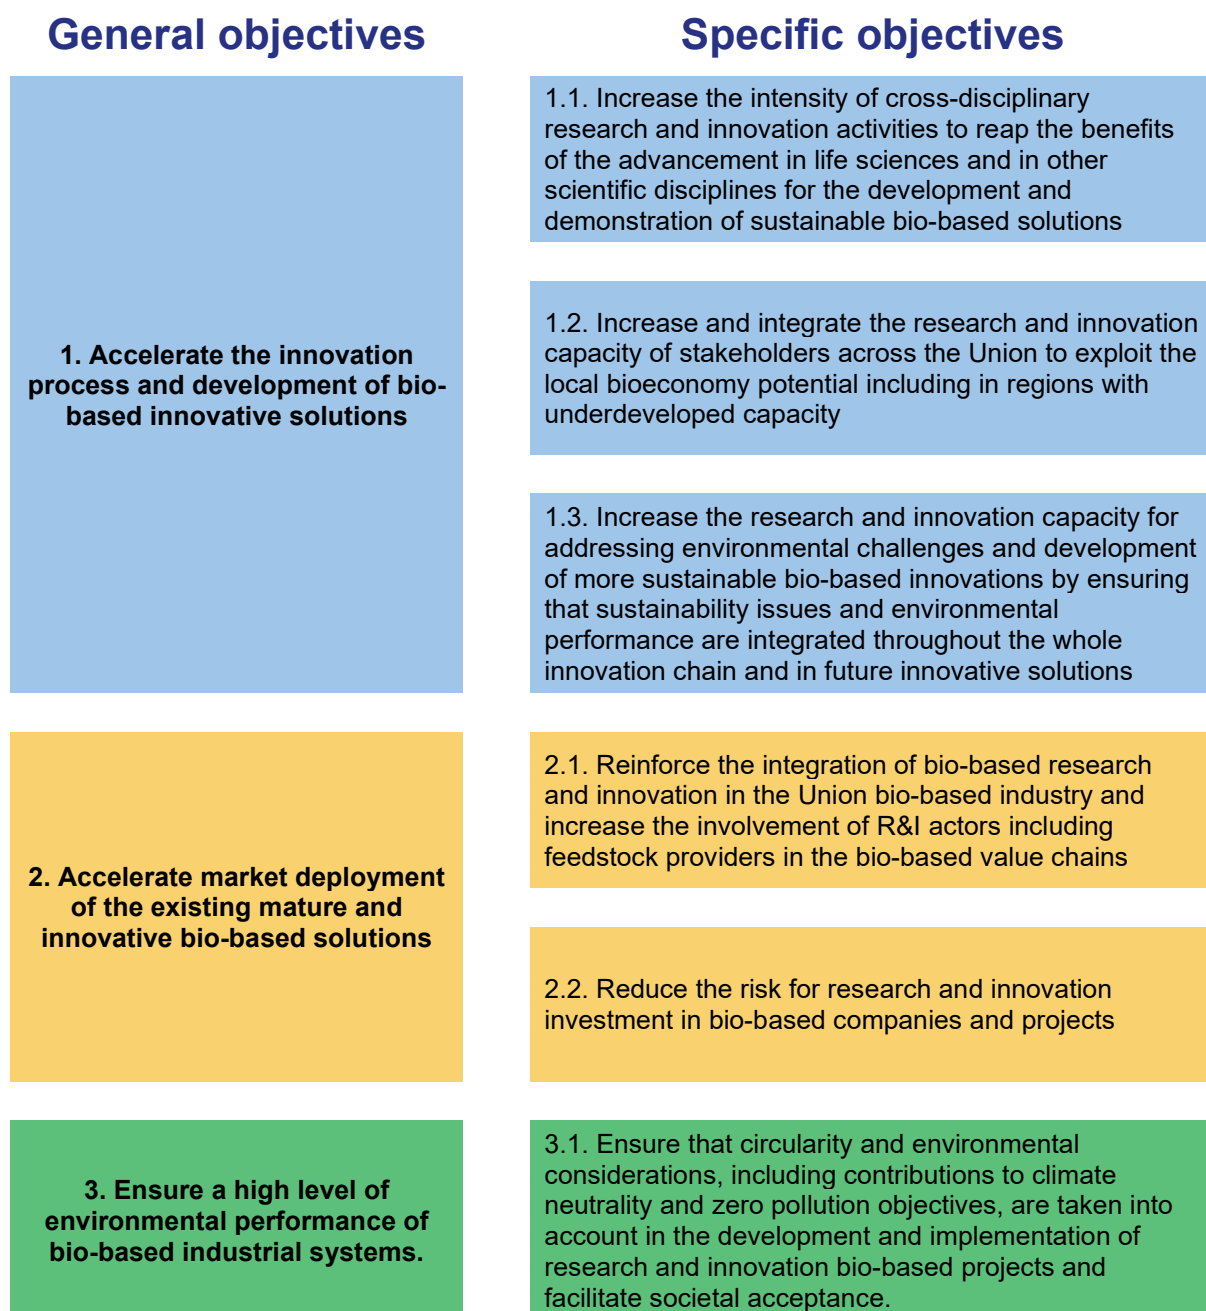 General objectives
Specific objectives
1. Accelerate the innovation
process and development of bio-
based innovative solutions
1.1. Increase the intensity of cross-disciplinary
research and innovation activities to reap the benefits
of the advancement in life sciences and in other
scientific disciplines for the development and
demonstration of sustainable bio-based solutions
1.2. Increase and integrate the research and innovation
capacity of stakeholders across the Union to exploit the
local bioeconomy potential including in regions with
underdeveloped capacity
1.3. Increase the research and innovation capacity for
addressing environmental challenges and development
of more sustainable bio-based innovations by ensuring
that sustainability issues and environmental
performance are integrated throughout the whole
innovation chain and in future innovative solutions
2. Accelerate market deployment
of the existing mature and
innovative bio-based solutions
2.1. Reinforce the integration of bio-based research
and innovation in the Union bio-based industry and
increase the involvement of R&I actors including
feedstock providers in the bio-based value chains
2.2. Reduce the risk for research and innovation
investment in bio-based companies and projects
3. Ensure a high level of
environmental performance of
bio-based industrial systems.
3.1. Ensure that circularity and environmental
considerations, including contributions to climate
neutrality and zero pollution objectives, are taken into
account in the development and implementation of
research and innovation bio-based projects and
facilitate societal acceptance.